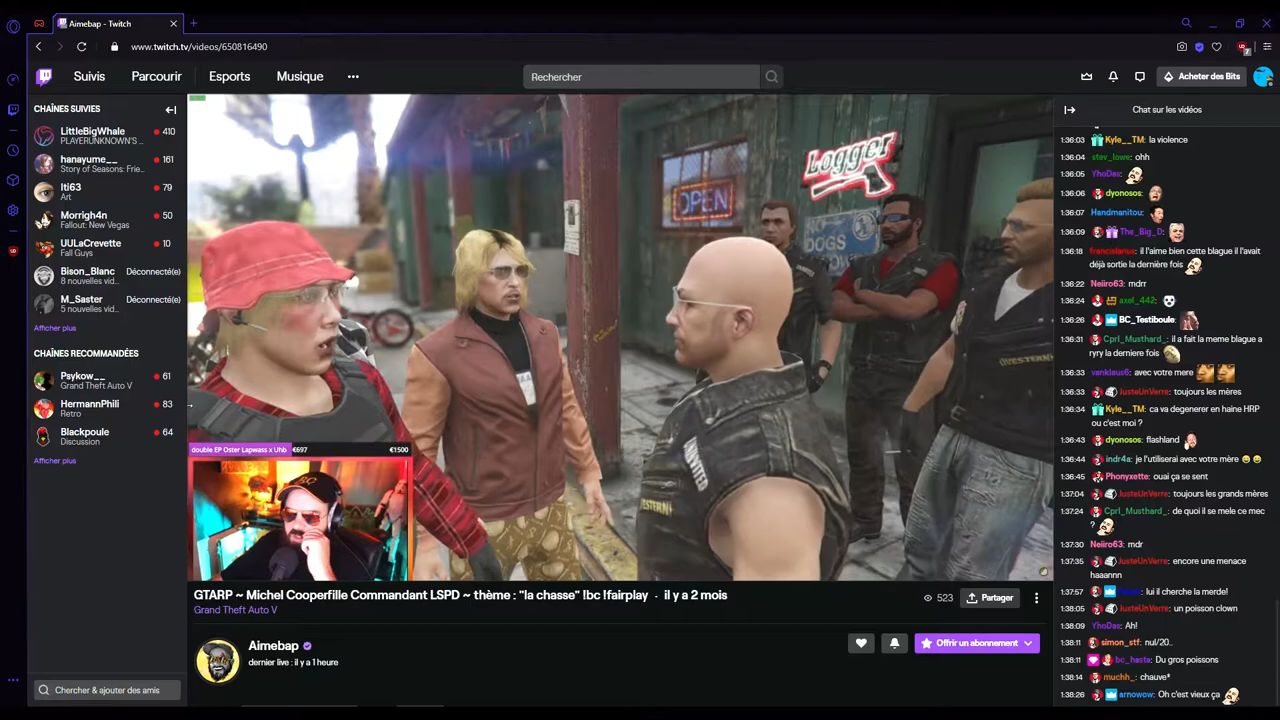 Aimebap - Twitch
www.twitch.tv/videos/650816490
7
Suivis
Parcourir
Esports
Musique
Rechercher
Acheter des Bits
CHAÎNES SUIVIES
LittleBigWhale 410
PLAYERUNKNOWN'S ...
hanayume__ 161
Story of Seasons: Frie...
Iti63 79
Art
Morrigh4n 50
Fallout: New Vegas
UULaCrevette 10
Fall Guys
Bison_Blanc Déconnecté(e)
8 nouvelles vid...
M_Saster Déconnecté(e)
5 nouvelles vid...
Afficher plus
CHAÎNES RECOMMANDÉES
Psykow__ 61
Grand Theft Auto V
HermannPhili 83
Retro
Blackpoule 64
Discussion
Afficher plus
Chercher & ajouter des amis
OPEN
Logger
NO
DOGS
WESTERN
WESTERN
double EP Oster Lapwass x Uhb €697 €1500
BC
GTARP ~ Michel Cooperfille Commandant LSPD ~ thème : "la chasse" !bc !fairplay · il y a 2 mois
Grand Theft Auto V
523
Partager
Aimebap
dernier live : il y a 1 heure
Offrir un abonnement
Chat sur les vidéos
1:36:03 Kyle__TM: la violence
1:36:04 stev_lowe: ohh
1:36:05 YhoDas:
1:36:06 dyonosos:
1:36:07 Handmanitou:
1:36:09 The_Big_D:
1:36:18 francislanus: il l'aime bien cette blague il l'avait
déjà sortie la dernière fois
1:36:22 Neiiro63: mdrr
1:36:24 axel_442:
1:36:26 BC_Testiboule:
1:36:31 Cprl_Musthard_: il a fait la meme blague a
ryry la derniere fois
1:36:33 vanklaus6: avec votre mere
1:36:33 JusteUnVerre: toujours les mères
1:36:34 Kyle__TM: ca va degenerer en haine HRP
ou c'est moi ?
1:36:43 dyonosos: flashland
1:36:44 indr4a: je l'utiliserai avec votre mère
1:36:45 Phonyxette: ouai ça se sent
1:37:04 JusteUnVerre: toujours les grands mères
1:37:24 Cprl_Musthard_: de quoi il se mele ce mec
?
1:37:30 Neiiro63: mdr
1:37:35 JusteUnVerre: encore une menace
haaannn
1:37:57 : lui il cherche la merde!
1:38:05 JusteUnVerre: un poisson clown
1:38:09 YhoDas: Ah!
1:38:11 simon_stf: nul/20..
1:38:11 bc_hasta: Du gros poissons
1:38:14 muchh_: chauve*
1:38:26 arnowow: Oh c'est vieux ça